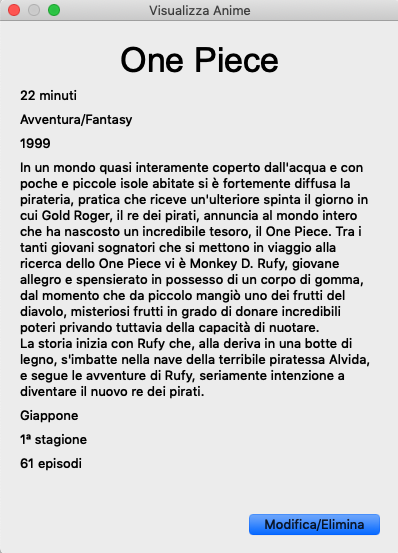 Visualizza Anime
One Piece
22 minuti
Avventura/Fantasy
1999
In un mondo quasi interamente coperto dall'acqua e con
poche e piccole isole abitate si è fortemente diffusa la
pirateria, pratica che riceve un'ulteriore spinta il giorno in
cui Gold Roger, il re dei pirati, annuncia al mondo intero
che ha nascosto un incredibile tesoro, il One Piece. Tra i
tanti giovani sognatori che si mettono in viaggio alla
ricerca dello One Piece vi è Monkey D. Rufy, giovane
allegro e spensierato in possesso di un corpo di gomma,
dal momento che da piccolo mangiò uno dei frutti del
diavolo, misteriosi frutti in grado di donare incredibili
poteri privando tuttavia della capacità di nuotare.
La storia inizia con Rufy che, alla deriva in una botte di
legno, s'imbatte nella nave della terribile piratessa Alvida,
e segue le avventure di Rufy, seriamente intenzione a
diventare il nuovo re dei pirati.
Giappone
1ª stagione
61 episodi
Modifica/Elimina